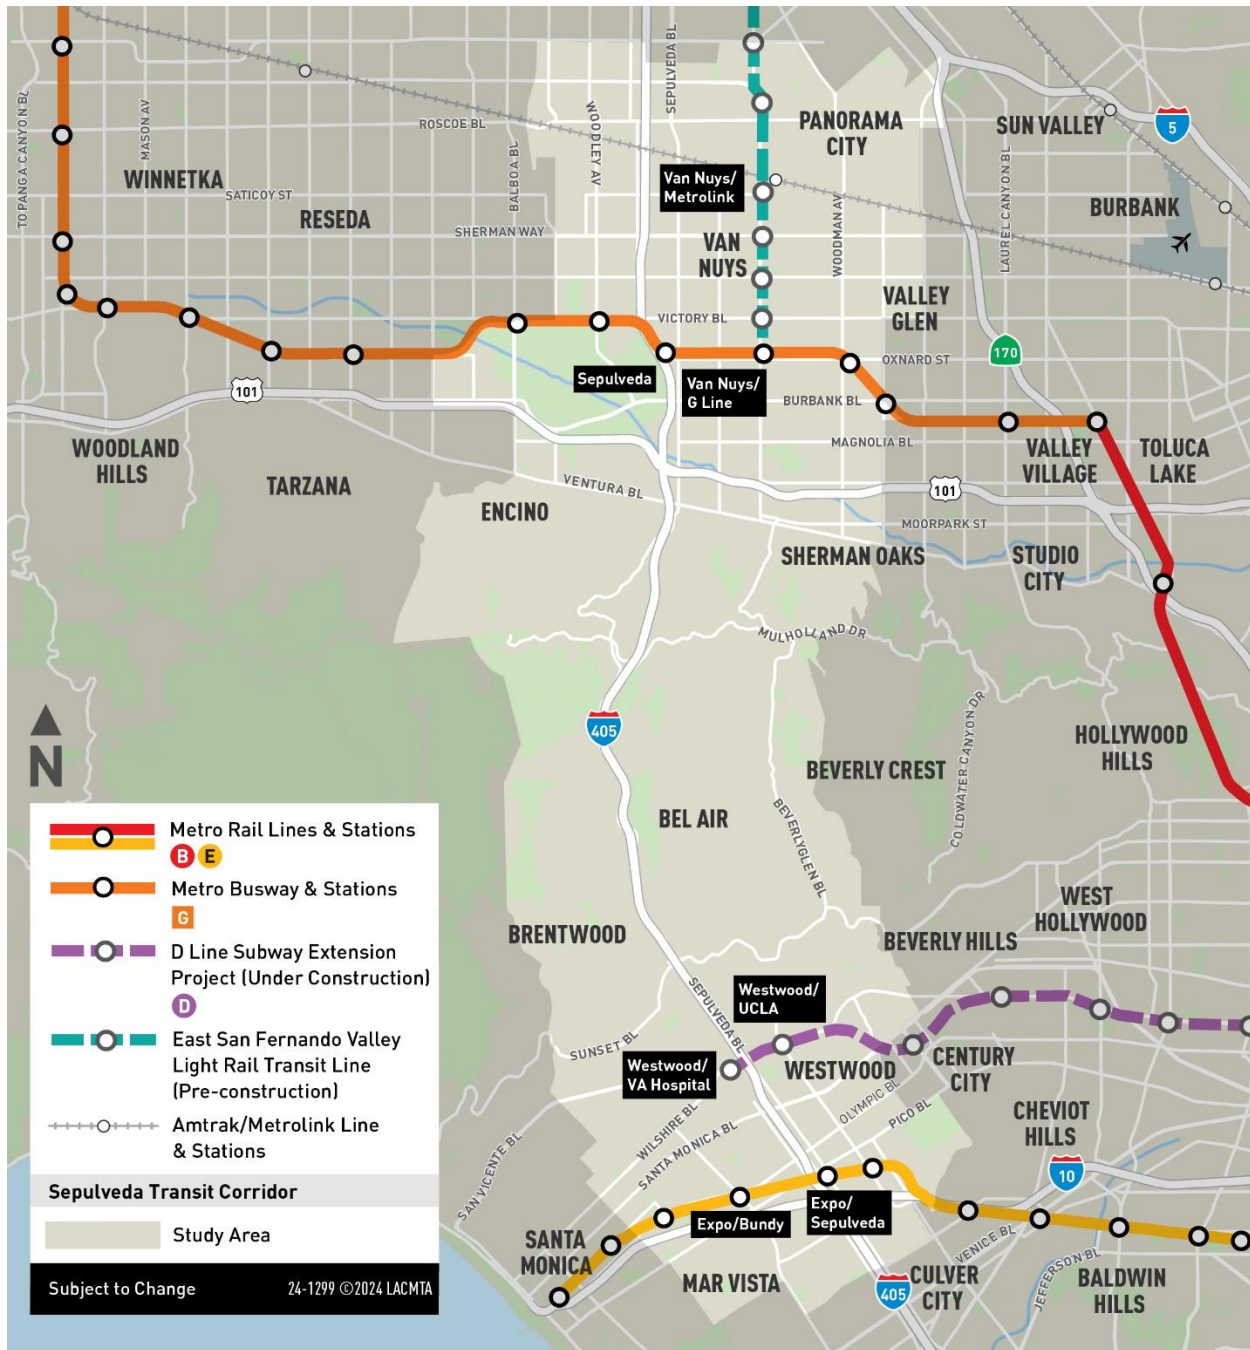 TOPANGA CANYON BL
MASON AV
WINNETKA
SATICOY ST
RESEDA
ROSCOE BL
BALBOA BL
SHERMAN WAY
WOODLEY AV
SEPULVEDA BL
PANORAMA
CITY
Van Nuys/
Metrolink
VAN
NUYS
WOODMAN AV
SUN VALLEY
5
LAUREL CANYON BL
BURBANK
VALLEY
GLEN
VICTORY BL
OXNARD ST
170
Sepulveda
Van Nuys/
G Line
BURBANK BL
MAGNOLIA BL
101
WOODLAND
HILLS
TARZANA
ENCINO
VENTURA BL
VALLEY
VILLAGE
TOLUCA
LAKE
101
MOORPARK ST
SHERMAN OAKS
STUDIO
CITY
MULHOLLAND DR
405
COLDWATER CANYON DR
HOLLYWOOD
HILLS
BEVERLY CREST
BEL AIR
BEVERLYGLEN BL
WEST
HOLLYWOOD
BEVERLY HILLS
BRENTWOOD
SEPULVEDA BL
Westwood/
UCLA
SUNSET BL
Westwood/
VA Hospital
WESTWOOD
CENTURY
CITY
OLYMPIC BL
PICO BL
WILSHIRE BL
SANTA MONICA BL
SAN VICENTE BL
CHEVIOT
HILLS
10
Expo/Bundy
Expo/
Sepulveda
SANTA
MONICA
MAR VISTA
405
CULVER
CITY
VENICE BL
JEFFERSON BL
BALDWIN
HILLS
N
Metro Rail Lines & Stations
B E
Metro Busway & Stations
G
D Line Subway Extension
Project (Under Construction)
D
East San Fernando Valley
Light Rail Transit Line
(Pre-construction)
Amtrak/Metrolink Line
& Stations
Sepulveda Transit Corridor
Study Area
Subject to Change
24-1299 ©2024 LACMTA